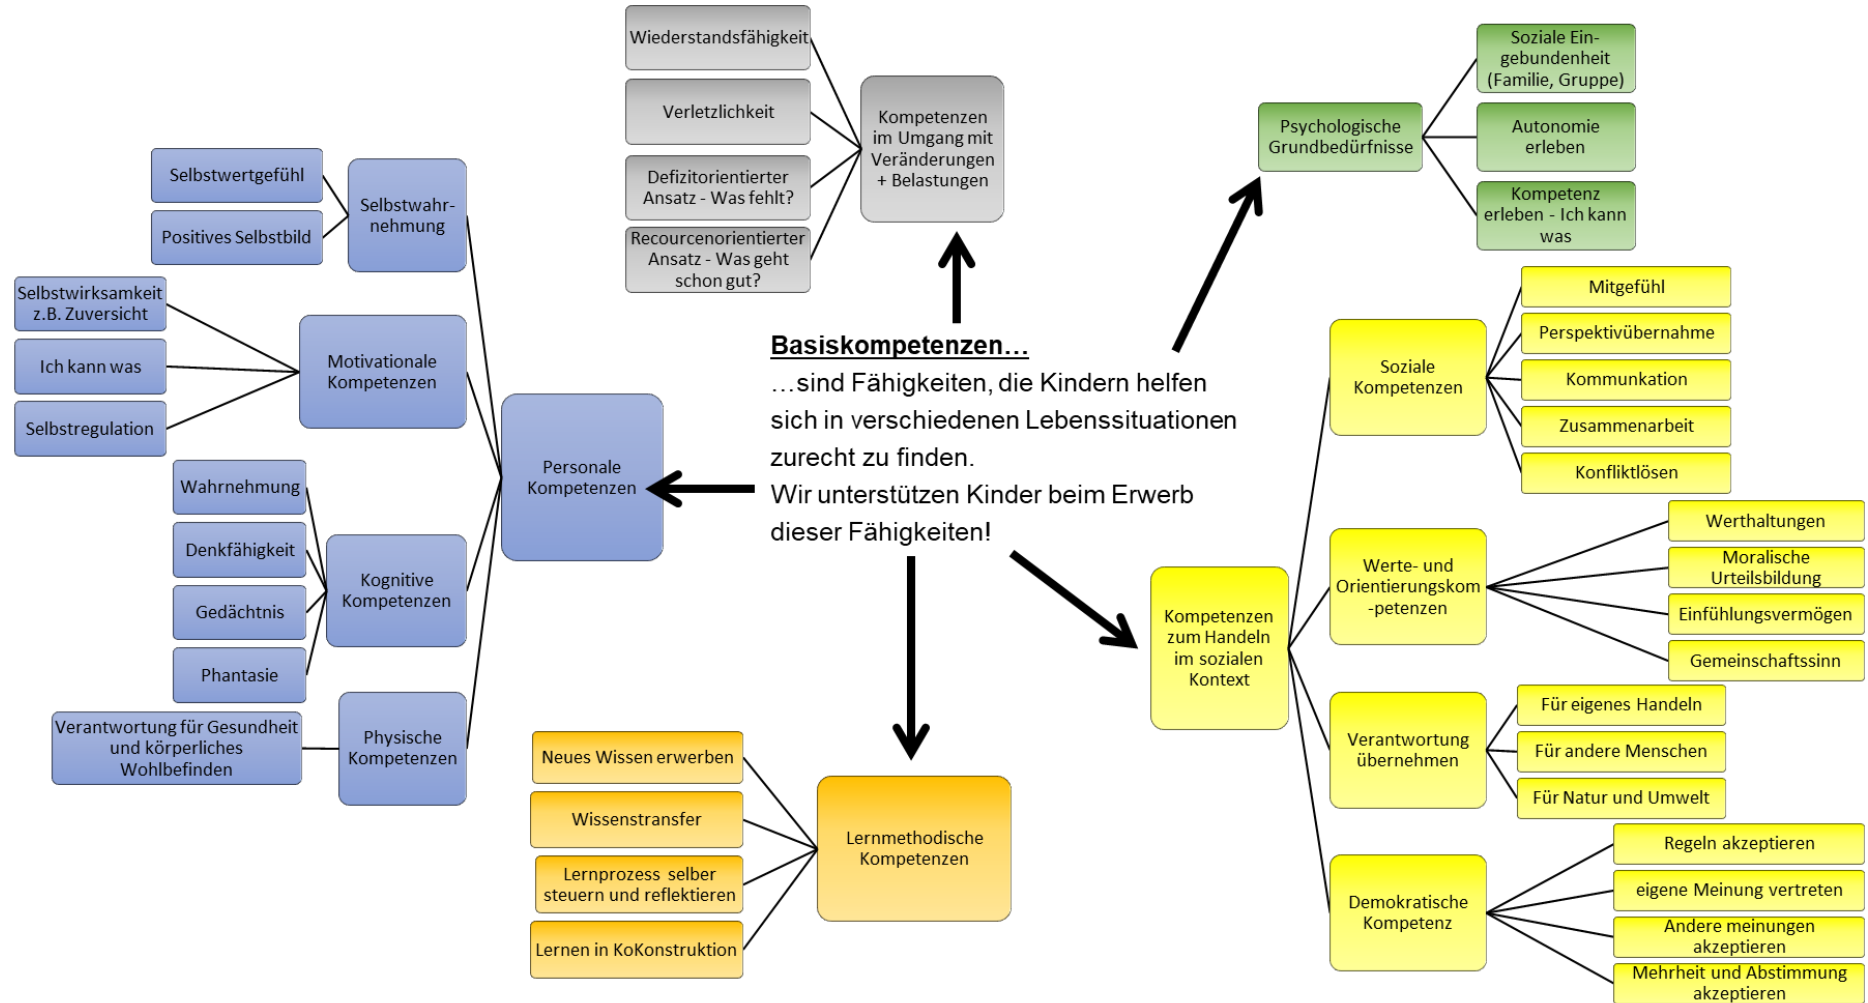 Basiskompetenzen...
...sind Fähigkeiten, die Kindern helfen
sich in verschiedenen Lebenssituationen
zurecht zu finden.
Wir unterstützen Kinder beim Erwerb
dieser Fähigkeiten!
Personale
Kompetenzen
Selbstwahr-
nehmung
Selbstwertgefühl
Positives Selbstbild
Motivationale
Kompetenzen
Selbstwirksamkeit
z.B. Zuversicht
Ich kann was
Selbstregulation
Kognitive
Kompetenzen
Wahrnehmung
Denkfähigkeit
Gedächtnis
Phantasie
Physische
Kompetenzen
Verantwortung für Gesundheit
und körperliches
Wohlbefinden
Kompetenzen
im Umgang mit
Veränderungen
+ Belastungen
Wiederstandsfähigkeit
Verletzlichkeit
Defizitorientierter
Ansatz - Was fehlt?
Recourcenorientierter
Ansatz - Was geht
schon gut?
Psychologische
Grundbedürfnisse
Soziale Ein-
gebundenheit
(Familie, Gruppe)
Autonomie
erleben
Kompetenz
erleben - Ich kann
was
Kompetenzen
zum Handeln
im sozialen
Kontext
Soziale
Kompetenzen
Mitgefühl
Perspektivübernahme
Kommunkation
Zusammenarbeit
Konfliktlösen
Werte- und
Orientierungskom
-petenzen
Werthaltungen
Moralische
Urteilsbildung
Einfühlungsvermögen
Gemeinschaftssinn
Verantwortung
übernehmen
Für eigenes Handeln
Für andere Menschen
Für Natur und Umwelt
Demokratische
Kompetenz
Regeln akzeptieren
eigene Meinung vertreten
Andere meinungen
akzeptieren
Mehrheit und Abstimmung
akzeptieren
Lernmethodische
Kompetenzen
Neues Wissen erwerben
Wissenstransfer
Lernprozess selber
steuern und reflektieren
Lernen in KoKonstruktion